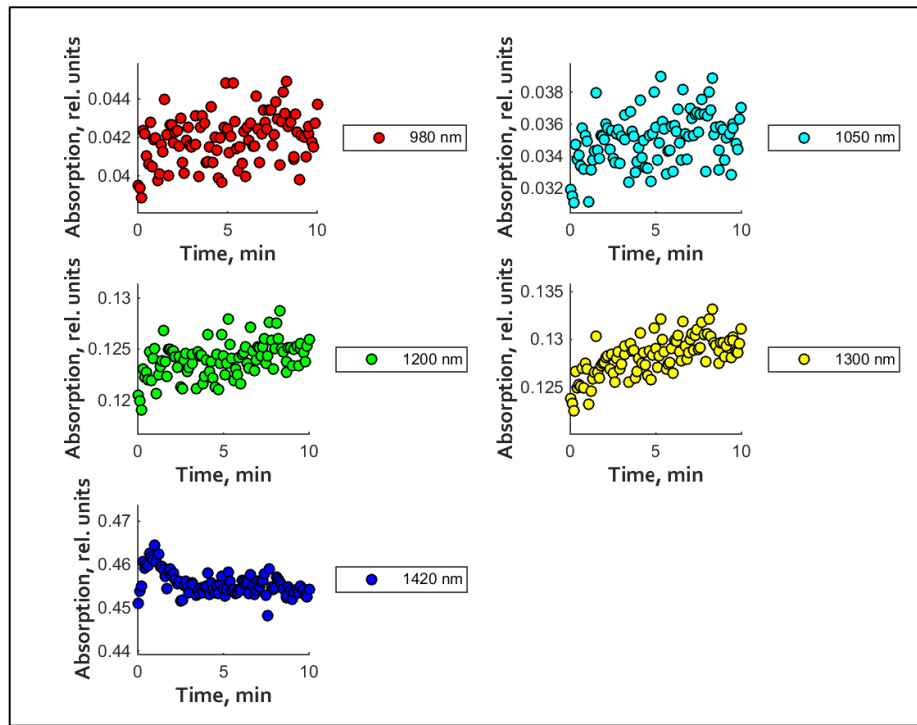 Absorption, rel. units
0.044
0.042
0.04
0 5 10
Time, min
980 nm
Absorption, rel. units
0.038
0.036
0.034
0.032
0 5 10
Time, min
1050 nm
Absorption, rel. units
0.13
0.125
0.12
0 5 10
Time, min
1200 nm
Absorption, rel. units
0.135
0.13
0.125
0 5 10
Time, min
1300 nm
Absorption, rel. units
0.47
0.46
0.45
0.44
0 5 10
Time, min
1420 nm